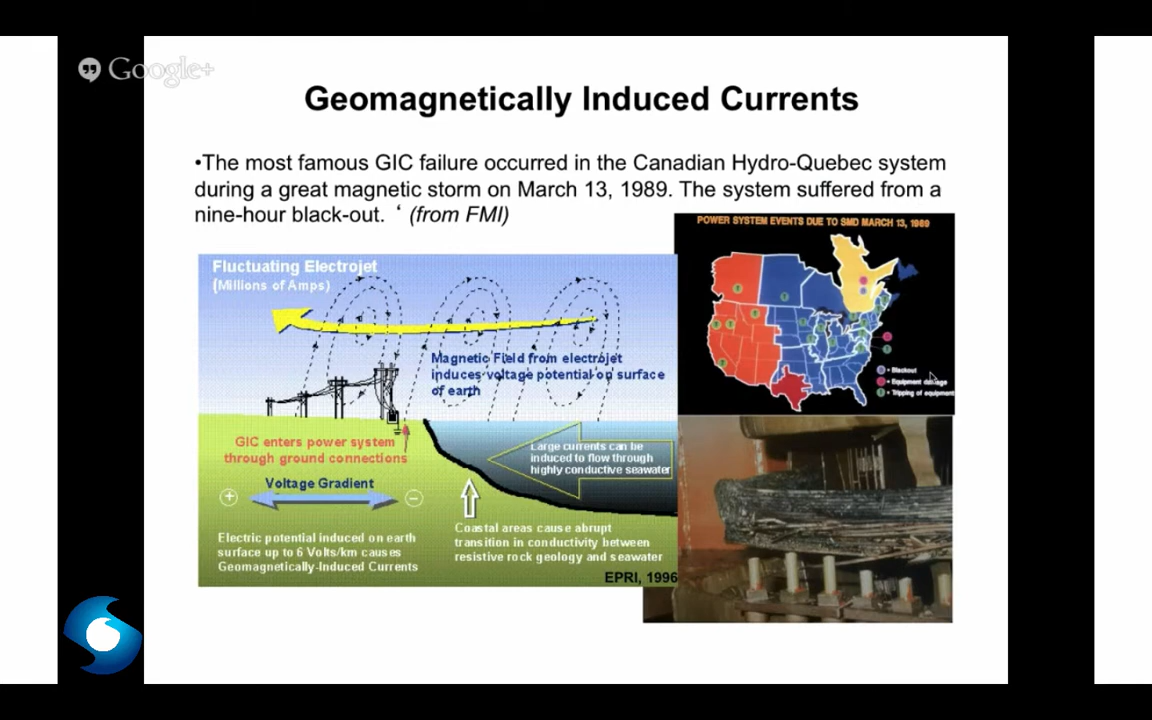 Google+
Geomagnetically Induced Currents
•The most famous GIC failure occurred in the Canadian Hydro-Quebec system
during a great magnetic storm on March 13, 1989. The system suffered from a
nine-hour black-out. ‘ (from FMI)
POWER SYSTEM EVENTS DUE TO SMD MARCH 13, 1989
Fluctuating Electrojet
(Millions of Amps)
Magnetic Field from electrojet
induces voltage potential on surface
of earth
= Blackout
= Equipment damage
= Tripping of equipment
GIC enters power system
through ground connections
Large currents can be
induced to flow through
highly conductive seawater
Voltage Gradient
+
−
Electric potential induced on earth
surface up to 6 Volts/km causes
Geomagnetically-Induced Currents
Coastal areas cause abrupt
transition in conductivity between
resistive rock geology and seawater
EPRI, 1996